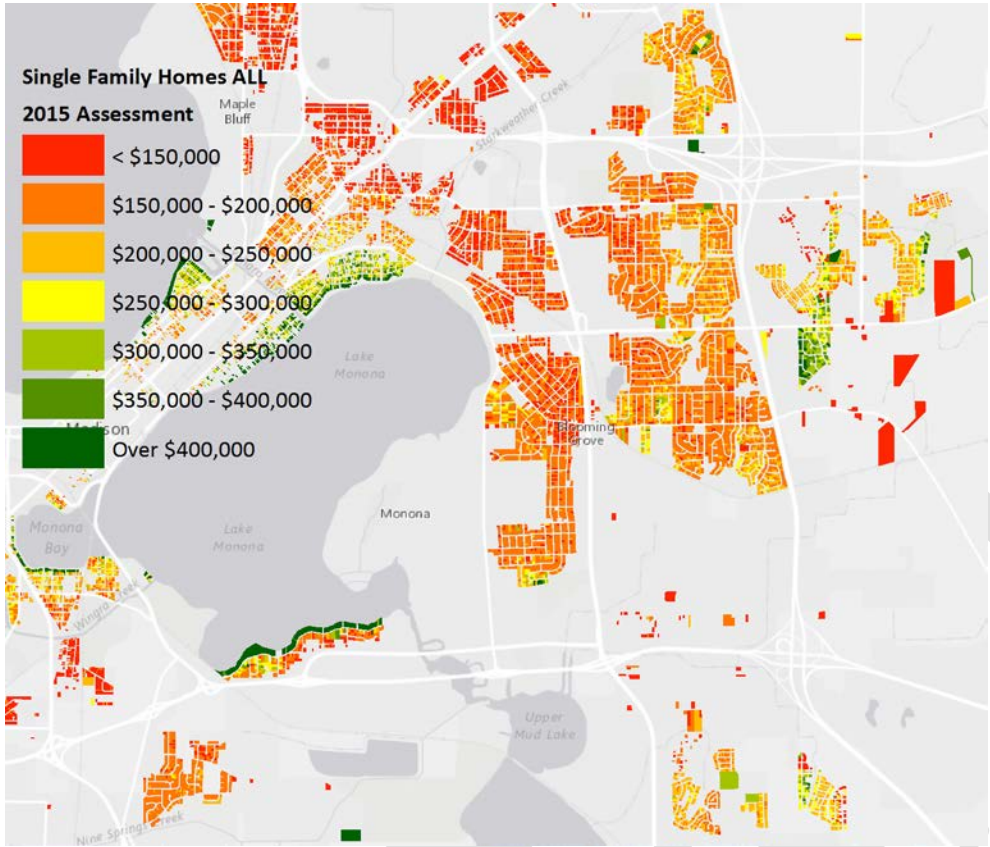 Single Family Homes ALL
2015 Assessment
< $150,000
$150,000 - $200,000
$200,000 - $250,000
$250,000 - $300,000
$300,000 - $350,000
$350,000 - $400,000
Over $400,000
Maple
Bluff
Starkweather Creek
Lake
Monona
Madison
Blooming
Grove
Monona
Bay
Lake
Monona
Monona
Wingra Creek
Upper
Mud Lake
Nine Springs Creek